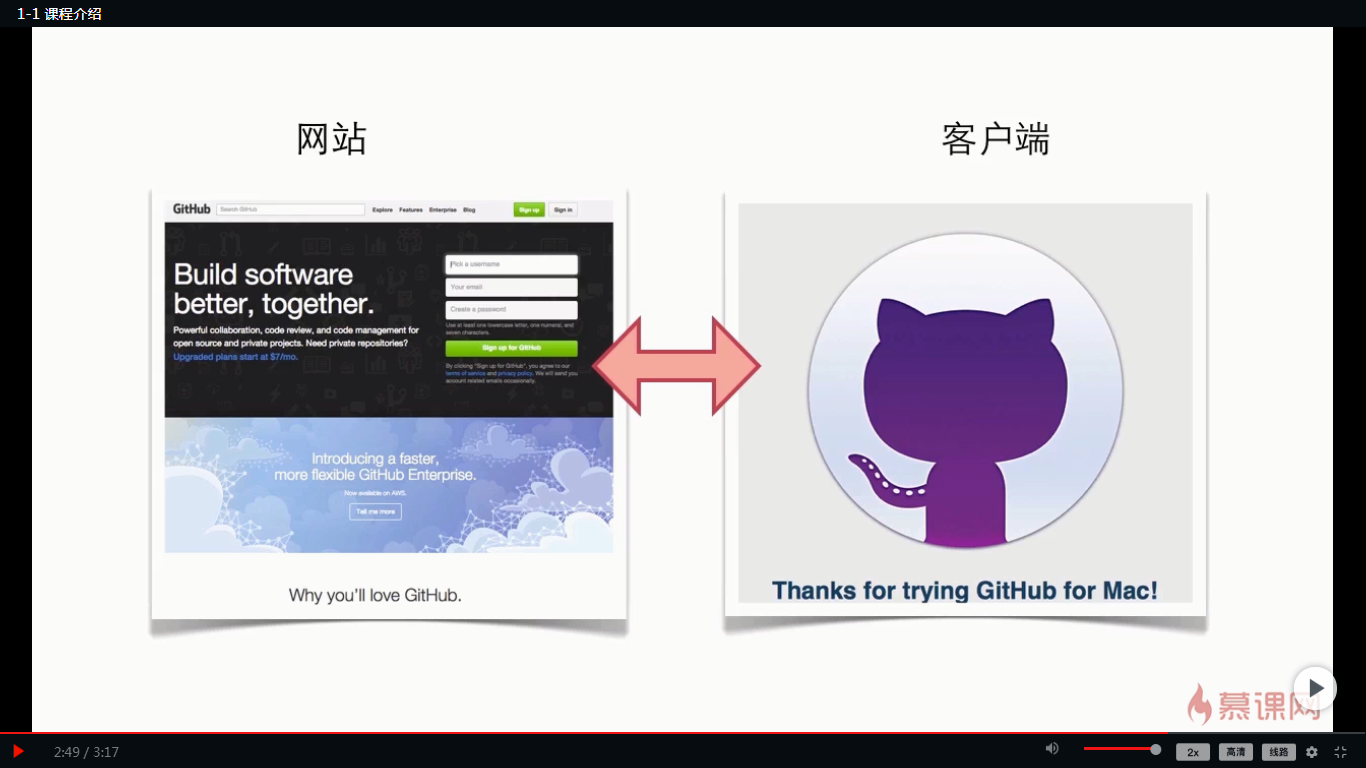 1-1 课程介绍
网站
客户端
GitHub
Search GitHub
Explore Features Enterprise Blog
Sign up
Sign in
Build software
better, together.
Powerful collaboration, code review, and code management for
open source and private projects. Need private repositories?
Upgraded plans start at $7/mo.
Pick a username
Your email
Create a password
Use at least one lowercase letter, one numeral, and
seven characters.
Sign up for GitHub
By clicking "Sign up for GitHub", you agree to our
terms of service and privacy policy. We will send you
account related emails occasionally.
Introducing a faster,
more flexible GitHub Enterprise.
Now available on AWS.
Tell me more
Why you'll love GitHub.
Thanks for trying GitHub for Mac!
慕课网
2:49 / 3:17
2x
高清
线路